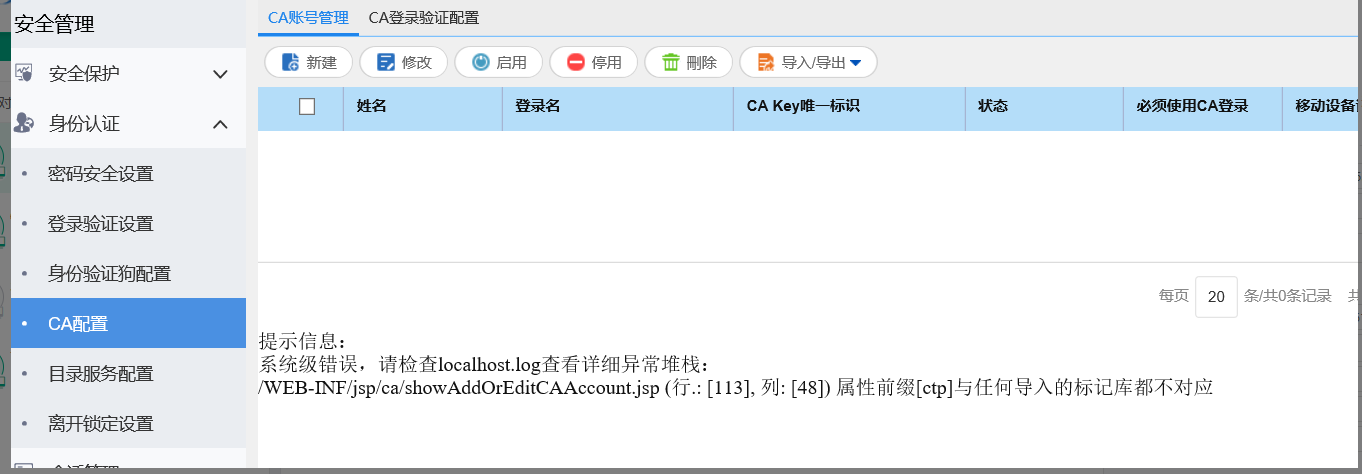 安全管理
安全保护
身份认证
密码安全设置
登录验证设置
身份验证狗配置
CA配置
目录服务配置
离开锁定设置
CA账号管理 CA登录验证配置
新建 修改 启用 停用 刪除 导入/导出
姓名 登录名 CA Key唯一标识 状态 必须使用CA登录 移动设备
每页 20 条/共0条记录 共
提示信息：
系统级错误，请检查localhost.log查看详细异常堆栈：
/WEB-INF/jsp/ca/showAddOrEditCAAccount.jsp (行.: [113], 列: [48]) 属性前缀[ctp]与任何导入的标记库都不对应